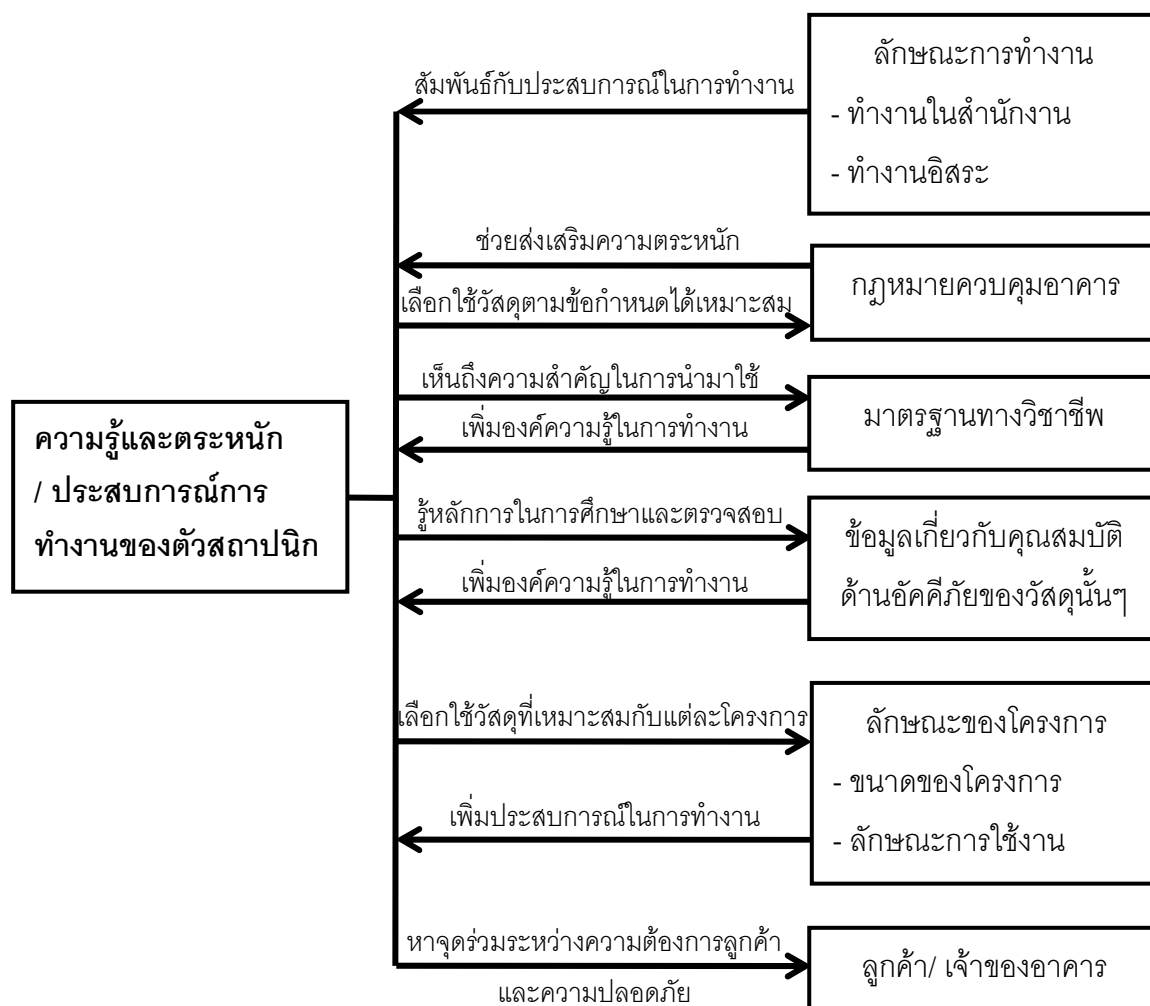 ลักษณะการทำงาน
สัมพันธ์กับประสบการณ์ในการทำงาน
- ทำงานในสำนักงาน
- ทำงานอิสระ
ช่วยส่งเสริมความตระหนัก
กฎหมายควบคุมอาคาร
เลือกใช้วัสดุตามข้อกำหนดได้เหมาะสม
เห็นถึงความสำคัญในการนำมาใช้
มาตรฐานทางวิชาชีพ
เพิ่มองค์ความรู้ในการทำงาน
ความรู้และตระหนัก
/ ประสบการณ์การ
ทำงานของตัวสถาปนิก
รู้หลักการในการศึกษาและตรวจสอบ
ข้อมูลเกี่ยวกับคุณสมบัติ
ด้านอัคคีภัยของวัสดุนั้นๆ
เพิ่มองค์ความรู้ในการทำงาน
เลือกใช้วัสดุที่เหมาะสมกับแต่ละโครงการ
ลักษณะของโครงการ
- ขนาดของโครงการ
- ลักษณะการใช้งาน
เพิ่มประสบการณ์ในการทำงาน
หาจุดร่วมระหว่างความต้องการลูกค้า
และความปลอดภัย
ลูกค้า/ เจ้าของอาคาร